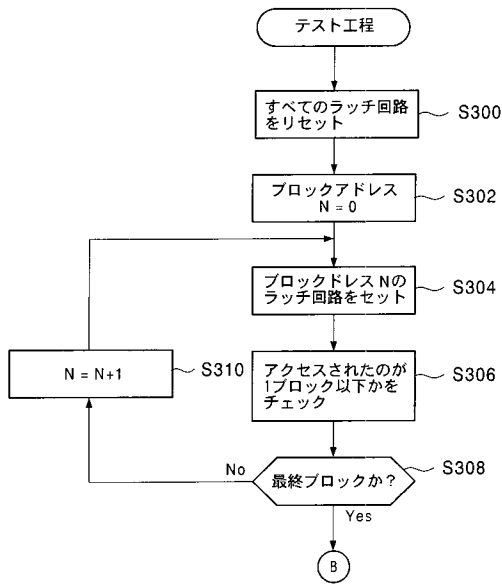 テスト工程
すべてのラッチ回路
をリセット
S300
ブロックアドレス
N = 0
S302
ブロックドレス Nの
ラッチ回路をセット
S304
アクセスされたのが
1ブロック以下かを
チェック
S306
N = N+1
S310
最終ブロックか?
S308
No
Yes
B